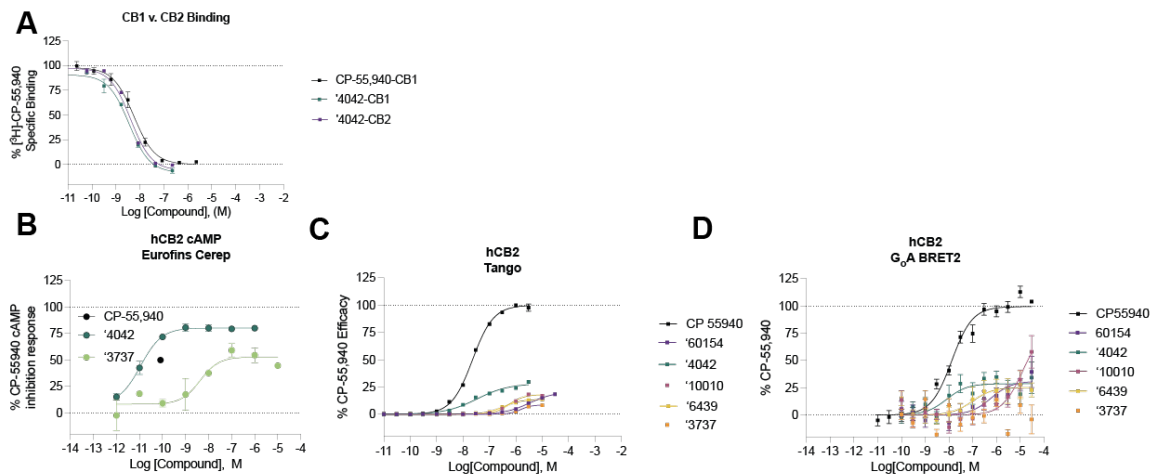 A
CB1 v. CB2 Binding
% [³H]-CP-55,940
Specific Binding
125
100
75
50
25
0
-11 -10 -9 -8 -7 -6 -5 -4 -3 -2
Log [Compound], (M)
CP-55,940-CB1
'4042-CB1
'4042-CB2
B
hCB2 cAMP
Eurofins Cerep
% CP-55940 cAMP
inhibition response
125
100
75
50
25
0
-14 -13 -12 -11 -10 -9 -8 -7 -6 -5 -4
Log[Compound], M
CP-55,940
'4042
'3737
C
hCB2
Tango
% CP-55,940 Efficacy
125
100
75
50
25
0
-11 -10 -9 -8 -7 -6 -5 -4
Log[Compound], M
CP 55940
'60154
'4042
'10010
'6439
'3737
D
hCB2
GₒA BRET2
% CP-55,940
125
100
75
50
25
0
-12 -11 -10 -9 -8 -7 -6 -5 -4
Log[Compound], M
CP55940
60154
'4042
'10010
'6439
'3737